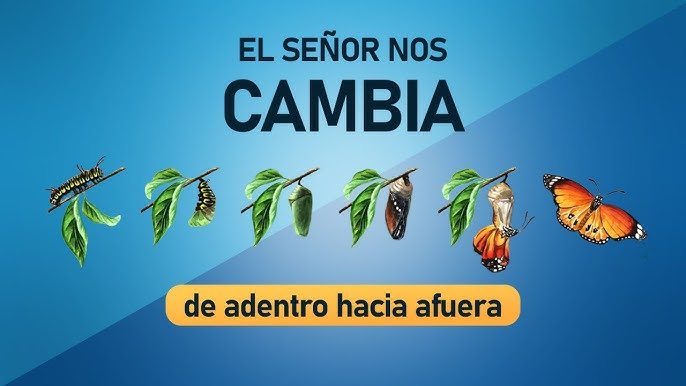 EL SEÑOR NOS
CAMBIA
de adentro hacia afuera